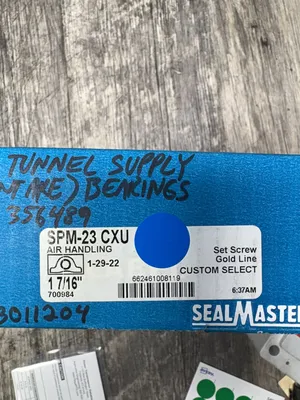 TUNNEL SUPPLY
BEARINGS
356489
SPM-23 CXU
AIR HANDLING
1-29-22
1 7/16"
700984
662461008119
Set Screw
Gold Line
CUSTOM SELECT
6:37AM
3011204
SEALMASTER